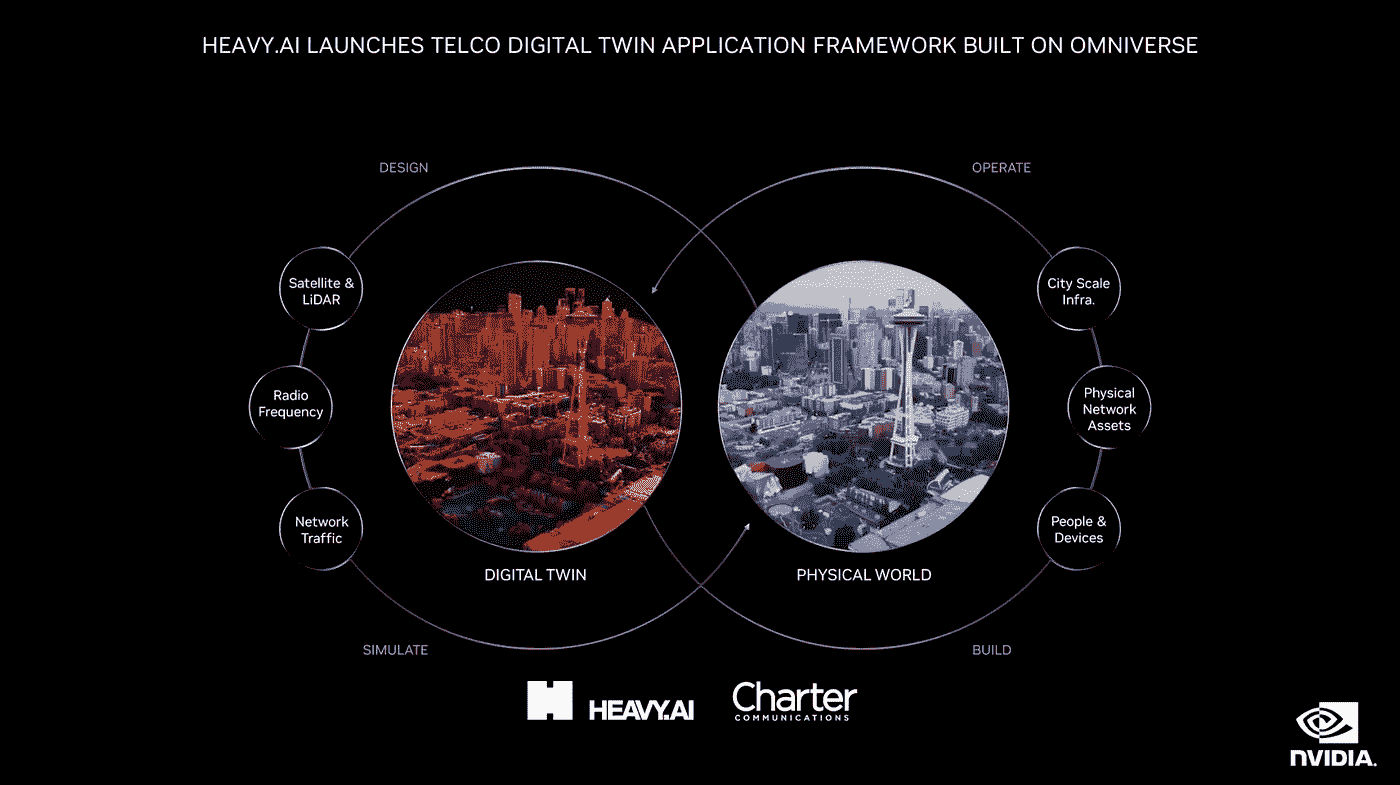 HEAVY.AI LAUNCHES TELCO DIGITAL TWIN APPLICATION FRAMEWORK BUILT ON OMNIVERSE
DESIGN
OPERATE
Satellite &
LiDAR
City Scale
Infra.
Radio
Frequency
Physical
Network
Assets
Network
Traffic
People &
Devices
DIGITAL TWIN
PHYSICAL WORLD
SIMULATE
BUILD
HEAVY.AI
Charter
COMMUNICATIONS
NVIDIA.